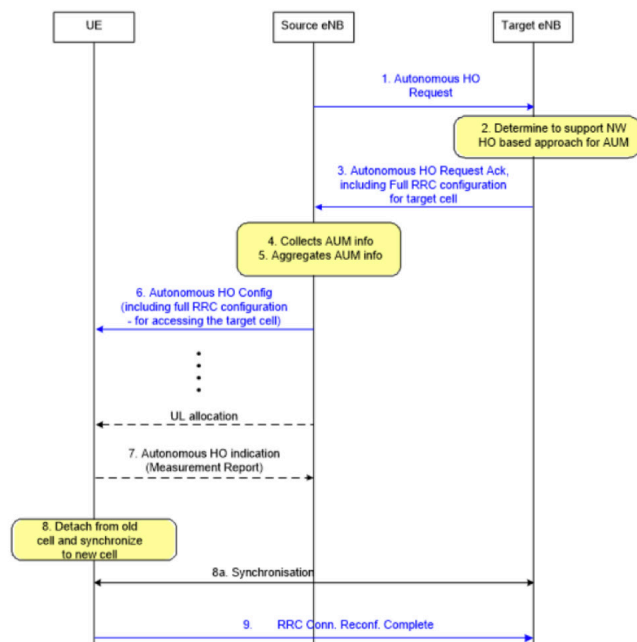 UE
Source eNB
Target eNB
1. Autonomous HO
Request
2. Determine to support NW
HO based approach for AUM
3. Autonomous HO Request Ack,
including Full RRC configuration
for target cell
4. Collects AUM info
5. Aggregates AUM info
6. Autonomous HO Config
(including full RRC configuration
- for accessing the target cell)
UL allocation
7. Autonomous HO indication
(Measurement Report)
8. Detach from old
cell and synchronize
to new cell
8a. Synchronisation
9. RRC Conn. Reconf. Complete